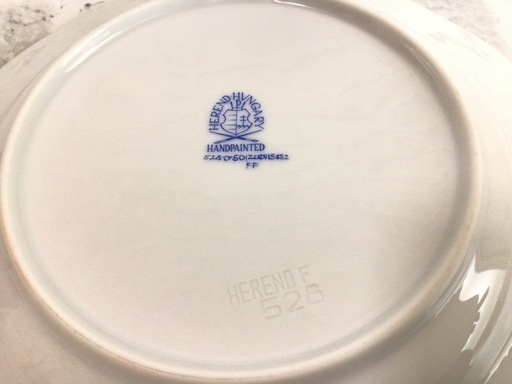 HEREND HUNGARY
HANDPAINTED
FF
HEREND F
528